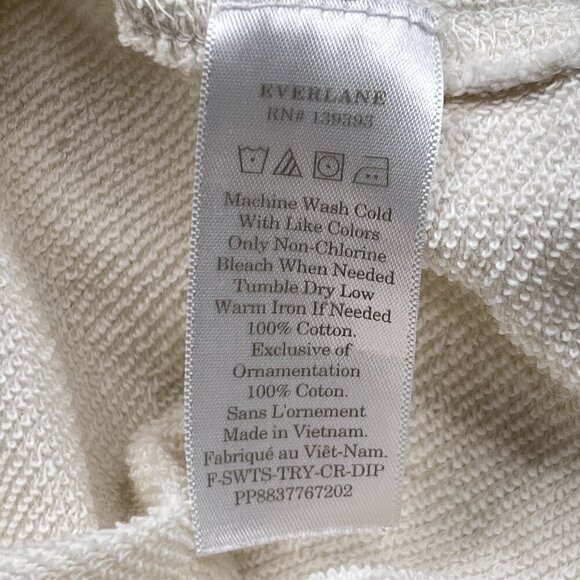 EVERLANE
RN# 139393
Machine Wash Cold
With Like Colors
Only Non-Chlorine
Bleach When Needed
Tumble Dry Low
Warm Iron If Needed
100% Cotton.
Exclusive of
Ornamentation
100% Coton.
Sans L'ornement
Made in Vietnam.
Fabriqué au Viêt-Nam.
F-SWTS-TRY-CR-DIP
PP8837767202